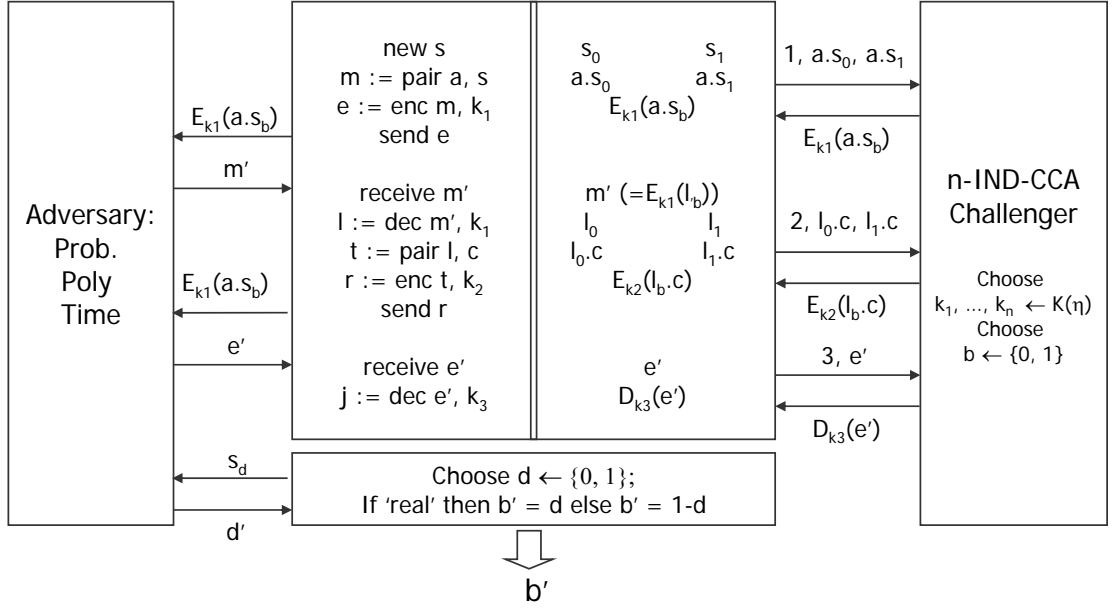 Adversary:
Prob.
Poly
Time
E_{k1}(a.s_b)
m'
E_{k1}(a.s_b)
e'
s_d
d'
new s
m := pair a, s
e := enc m, k_1
send e
receive m'
l := dec m', k_1
t := pair l, c
r := enc t, k_2
send r
receive e'
j := dec e', k_3
s_0 s_1
a.s_0 a.s_1
E_{k1}(a.s_b)
m' (=E_{k1}(l'_b))
l_0 l_1
l_0.c l_1.c
E_{k2}(l_b.c)
e'
D_{k3}(e')
1, a.s_0, a.s_1
E_{k1}(a.s_b)
2, l_0.c, l_1.c
E_{k2}(l_b.c)
3, e'
D_{k3}(e')
n-IND-CCA
Challenger
Choose
k_1, ..., k_n ← K(η)
Choose
b ← {0, 1}
Choose d ← {0, 1};
If 'real' then b' = d else b' = 1-d
b'